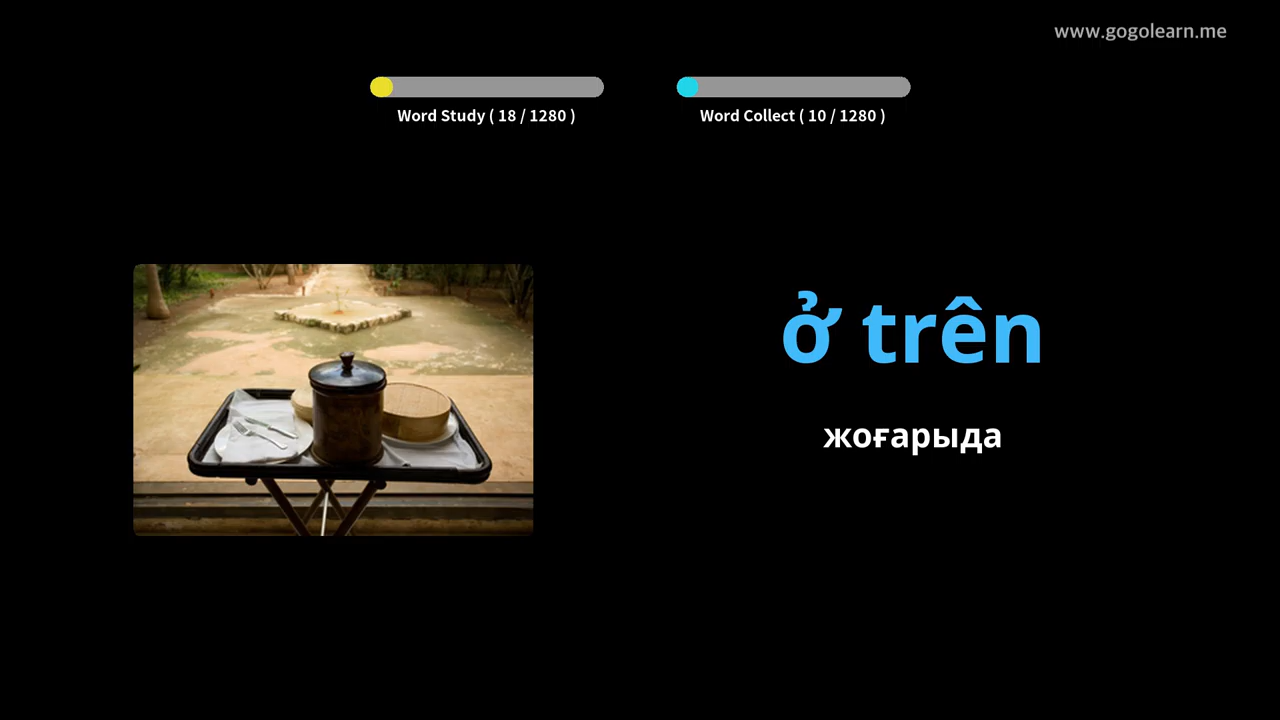 www.gogolearn.me
Word Study ( 18 / 1280 )
Word Collect ( 10 / 1280 )
ở trên
жоғарыда